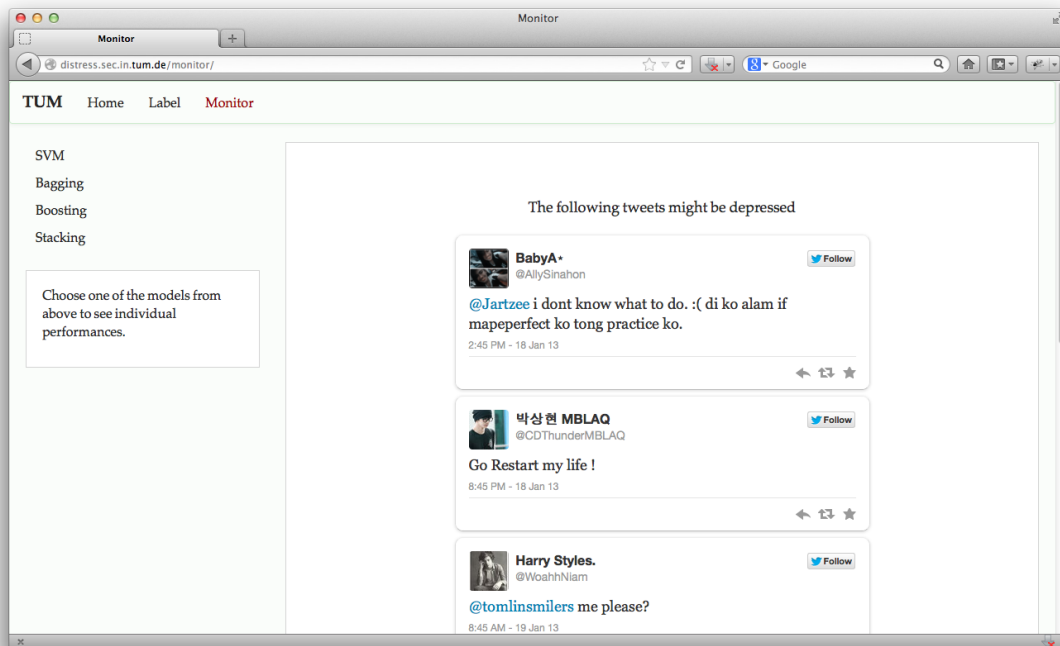 Monitor
Monitor
distress.sec.in.tum.de/monitor/
Google
TUM Home Label Monitor
SVM
Bagging
Boosting
Stacking
Choose one of the models from
above to see individual
performances.
The following tweets might be depressed
BabyA⋆
Follow
@AllySinahon
@Jartzee i dont know what to do. :( di ko alam if
mapeperfect ko tong practice ko.
2:45 PM - 18 Jan 13
박상현 MBLAQ
Follow
@CDThunderMBLAQ
Go Restart my life !
8:45 PM - 18 Jan 13
Harry Styles.
Follow
@WoahhNiam
@tomlinsmilers me please?
8:45 AM - 19 Jan 13